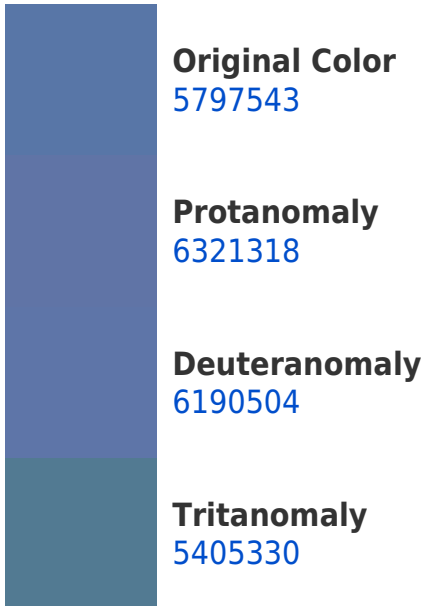 Original Color
5797543
Protanomaly
6321318
Deuteranomaly
6190504
Tritanomaly
5405330